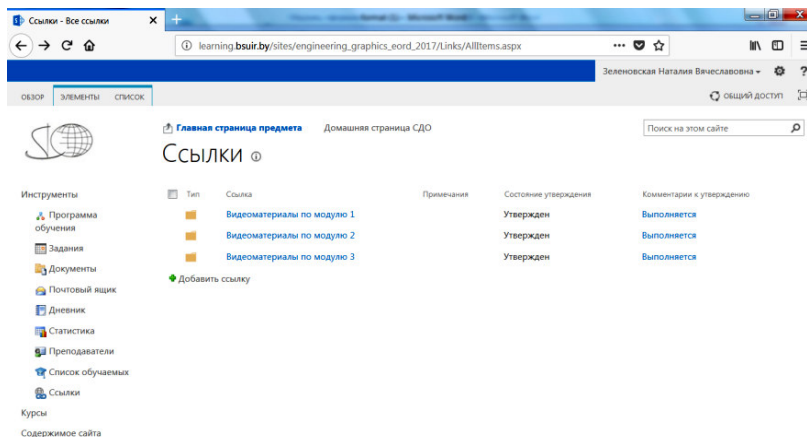 Ссылки - Все ссылки
learning.bsuir.by/sites/engineering_graphics_eord_2017/Links/AllItems.aspx
Зеленовская Наталия Вячеславовна
ОБЗОР ЭЛЕМЕНТЫ СПИСОК
ОБЩИЙ ДОСТУП
Главная страница предмета Домашняя страница СДО
Поиск на этом сайте
Ссылки
Инструменты
Тип Ссылка Примечания Состояние утверждения Комментарии к утверждению
Программа
обучения
Видеоматериалы по модулю 1 Утвержден Выполняется
Видеоматериалы по модулю 2 Утвержден Выполняется
Задания
Видеоматериалы по модулю 3 Утвержден Выполняется
Документы
Добавить ссылку
Почтовый ящик
Дневник
Статистика
Преподаватели
Список обучаемых
Ссылки
Курсы
Содержимое сайта